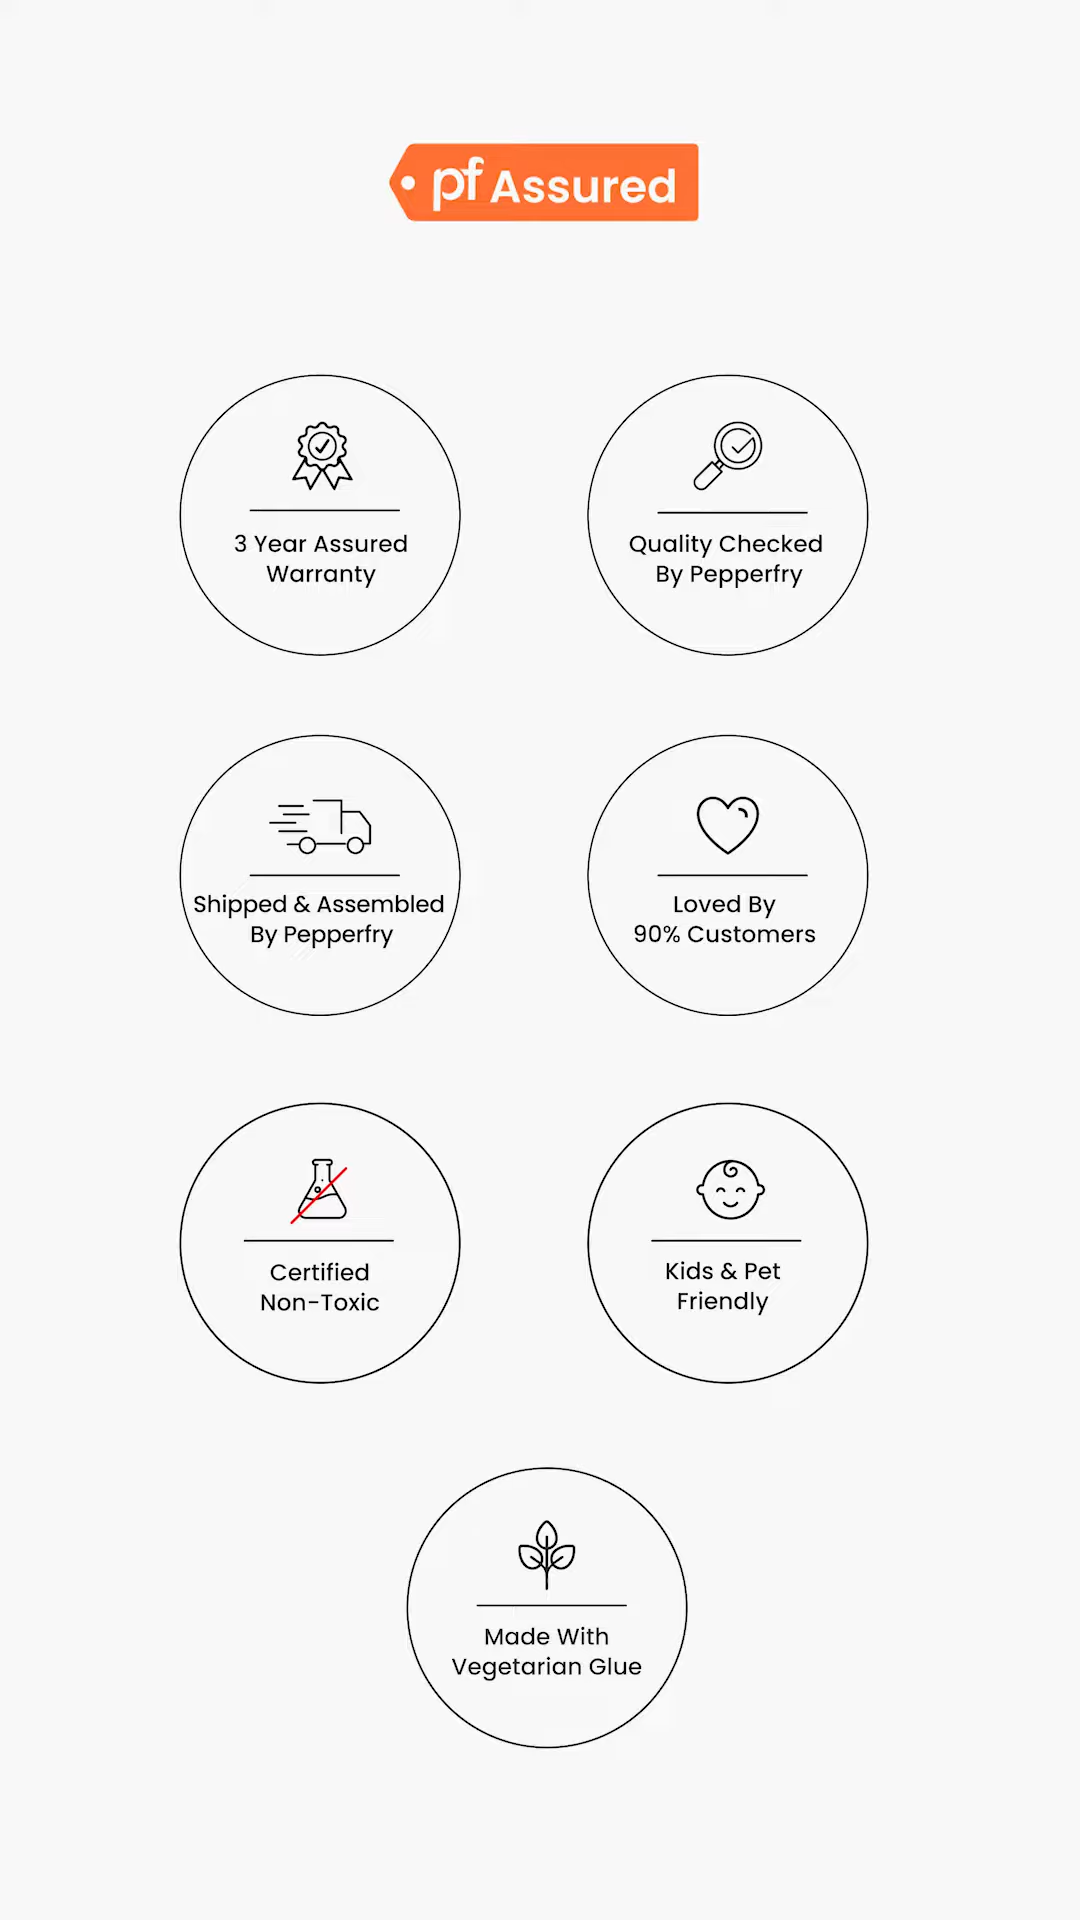 pf Assured
3 Year Assured
Warranty
Quality Checked
By Pepperfry
Shipped & Assembled
By Pepperfry
Loved By
90% Customers
Certified
Non-Toxic
Kids & Pet
Friendly
Made With
Vegetarian Glue